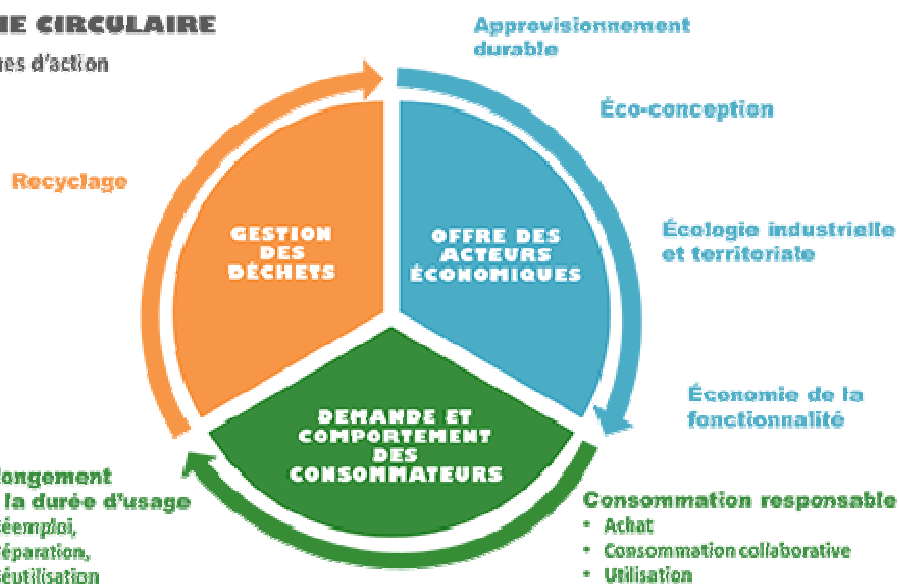 IE CIRCULAIRE
nes d'action
Approvisionnement
durable
Éco-conception
Recyclage
Écologie industrielle
et territoriale
GESTION
DES
DÉCHETS
OFFRE DES
ACTEURS
ÉCONOMIQUES
Économie de la
fonctionnalité
DEMANDE ET
COMPORTEMENT
DES
CONSOMMATEURS
longement
la durée d'usage
éemploi,
éparation,
éutilisation
Consommation responsable
• Achat
• Consommation collaborative
• Utilisation